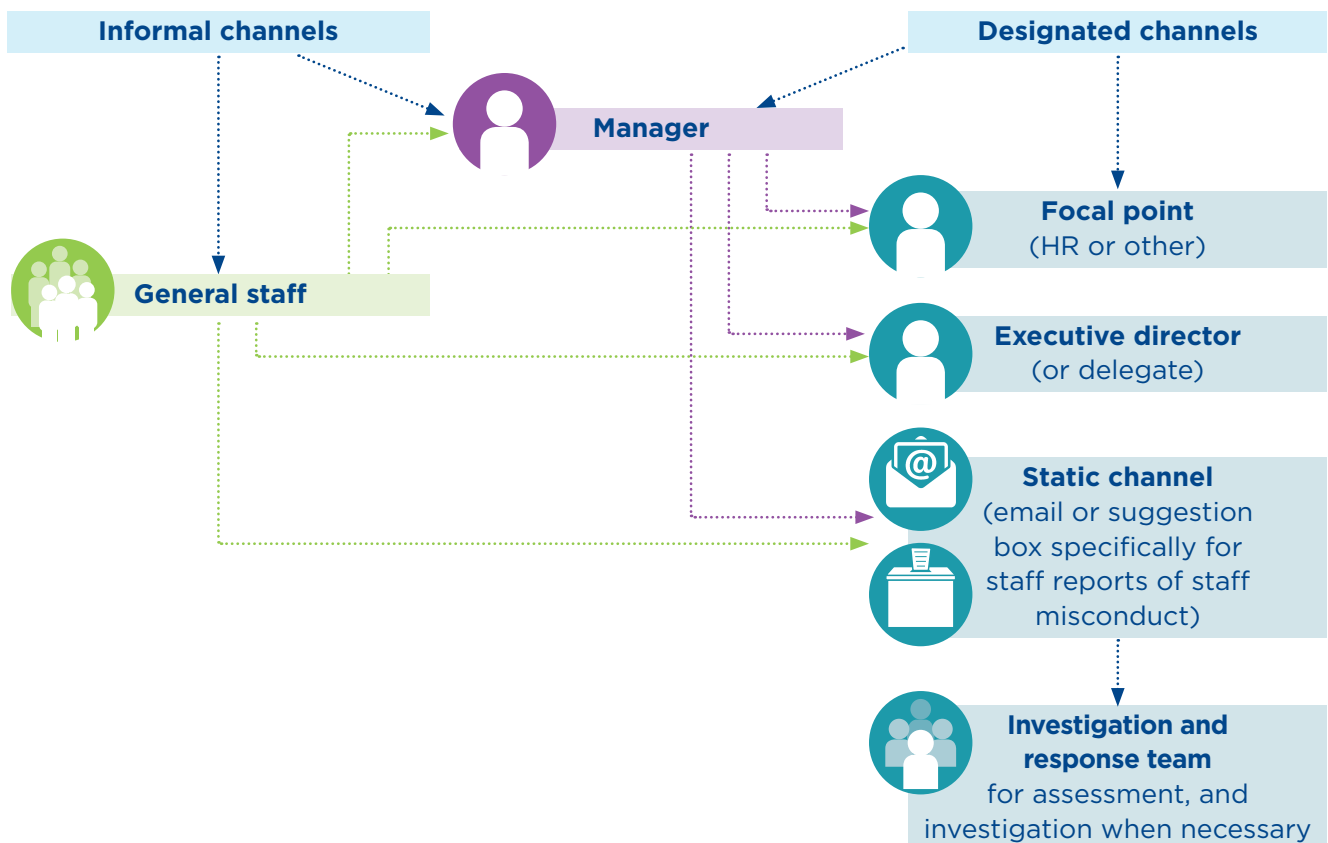 Informal channels
Designated channels
Manager
Focal point
(HR or other)
General staff
Executive director
(or delegate)
@
Static channel
(email or suggestion
box specifically for
staff reports of staff
misconduct)
Investigation and
response team
for assessment, and
investigation when necessary